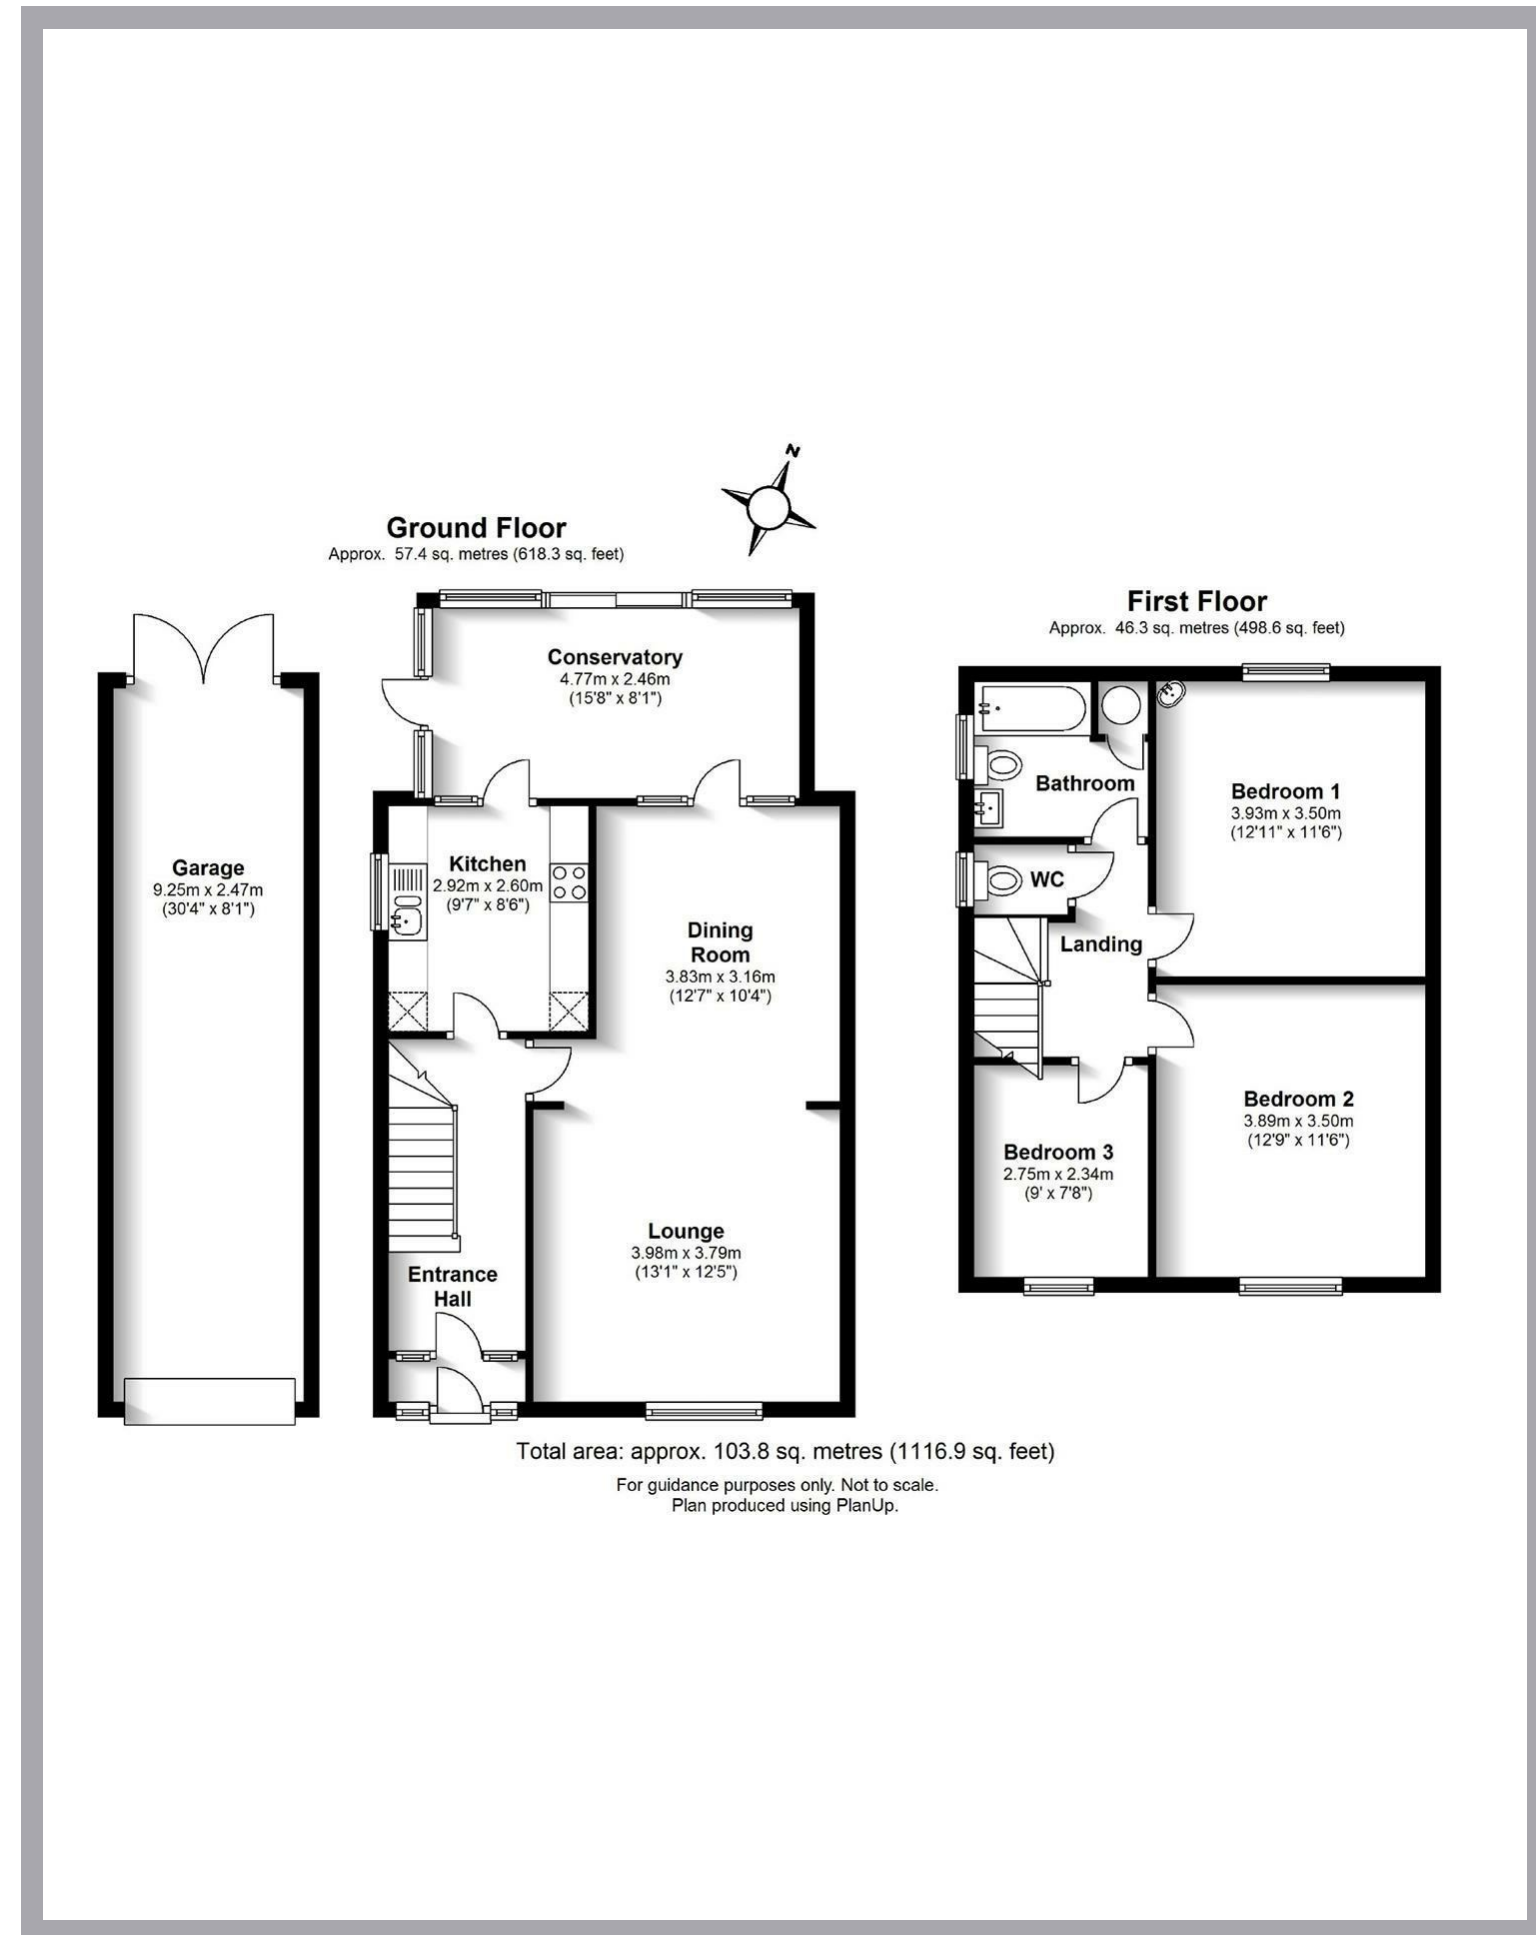 N
Ground Floor
Approx. 57.4 sq. metres (618.3 sq. feet)
Conservatory
4.77m x 2.46m
(15'8" x 8'1")
Garage
9.25m x 2.47m
(30'4" x 8'1")
Kitchen
2.92m x 2.60m
(9'7" x 8'6")
Dining
Room
3.83m x 3.16m
(12'7" x 10'4")
Lounge
3.98m x 3.79m
(13'1" x 12'5")
Entrance
Hall
First Floor
Approx. 46.3 sq. metres (498.6 sq. feet)
Bathroom
Bedroom 1
3.93m x 3.50m
(12'11" x 11'6")
WC
Landing
Bedroom 2
3.89m x 3.50m
(12'9" x 11'6")
Bedroom 3
2.75m x 2.34m
(9' x 7'8")
Total area: approx. 103.8 sq. metres (1116.9 sq. feet)
For guidance purposes only. Not to scale.
Plan produced using PlanUp.